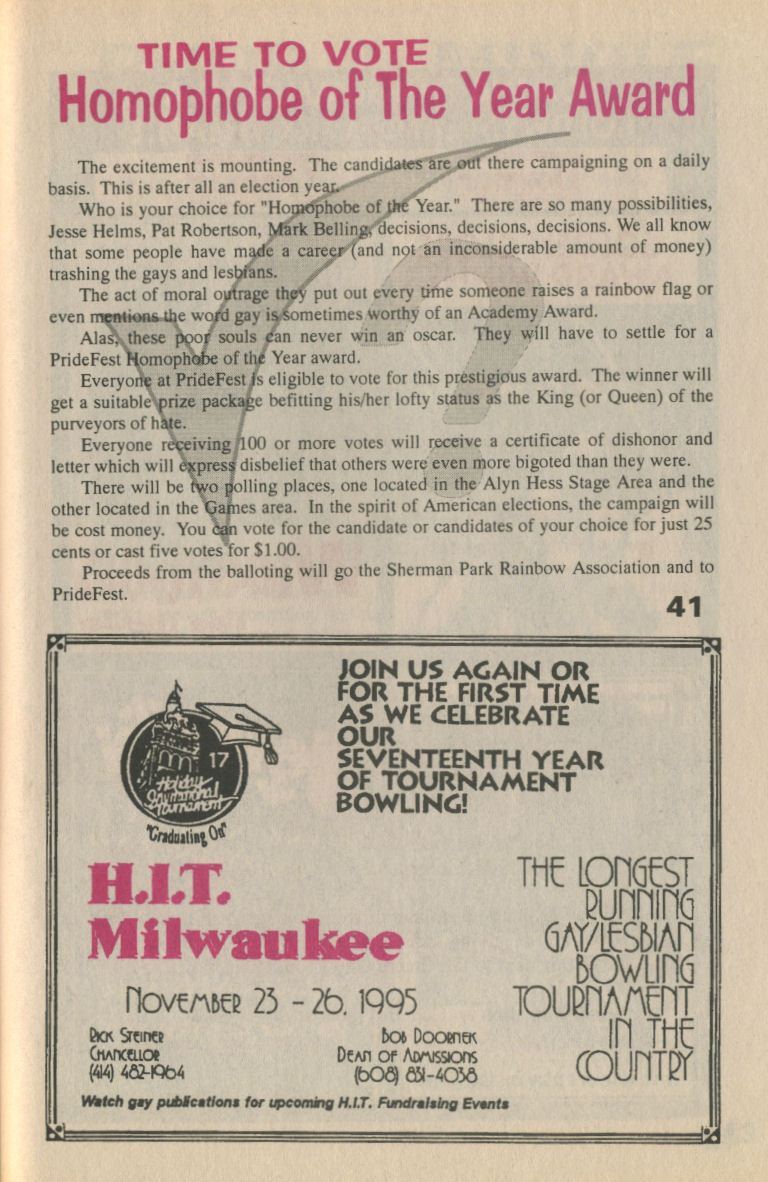 TIME TO VOTE
Homophobe of The Year Award
The excitement is mounting. The candidates are out there campaigning on a daily
basis. This is after all an election year.
Who is your choice for "Homophobe of the Year." There are so many possibilities,
Jesse Helms, Pat Robertson, Mark Belling, decisions, decisions, decisions. We all know
that some people have made a career (and not an inconsiderable amount of money)
trashing the gays and lesbians.
The act of moral outrage they put out every time someone raises a rainbow flag or
even mentions the word gay is sometimes worthy of an Academy Award.
Alas, these poor souls can never win an oscar. They will have to settle for a
PrideFest Homophobe of the Year award.
Everyone at PrideFest is eligible to vote for this prestigious award. The winner will
get a suitable prize package befitting his/her lofty status as the King (or Queen) of the
purveyors of hate.
Everyone receiving 100 or more votes will receive a certificate of dishonor and
letter which will express disbelief that others were even more bigoted than they were.
There will be two polling places, one located in the Alyn Hess Stage Area and the
other located in the Games area. In the spirit of American elections, the campaign will
be cost money. You can vote for the candidate or candidates of your choice for just 25
cents or cast five votes for $1.00.
Proceeds from the balloting will go the Sherman Park Rainbow Association and to
PrideFest.
41
JOIN US AGAIN OR
FOR THE FIRST TIME
AS WE CELEBRATE
OUR
SEVENTEENTH YEAR
OF TOURNAMENT
BOWLING!
17
Holiday
Invitational
Tournament
"Graduating On"
H.I.T.
Milwaukee
THE LONGEST
RUNNING
GAY/LESBIAN
BOWLING
TOURNAMENT
IN THE
COUNTRY
NOVEMBER 23 - 26, 1995
RICK STEINER
CHANCELLOR
(414) 482-1964
BOB DOORNEK
DEAN OF ADMISSIONS
(608) 831-4038
Watch gay publications for upcoming H.I.T. Fundraising Events